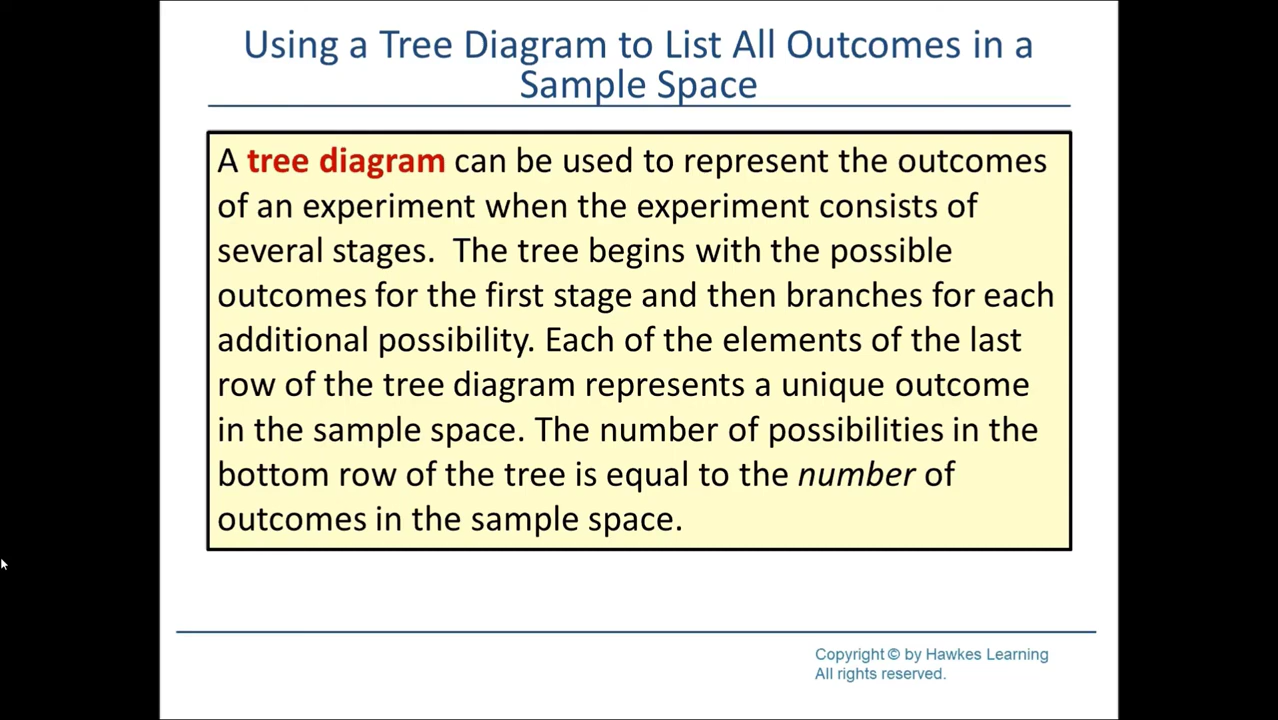 Using a Tree Diagram to List All Outcomes in a
Sample Space
A tree diagram can be used to represent the outcomes
of an experiment when the experiment consists of
several stages.  The tree begins with the possible
outcomes for the first stage and then branches for each
additional possibility. Each of the elements of the last
row of the tree diagram represents a unique outcome
in the sample space. The number of possibilities in the
bottom row of the tree is equal to the number of
outcomes in the sample space.
Copyright © by Hawkes Learning
All rights reserved.